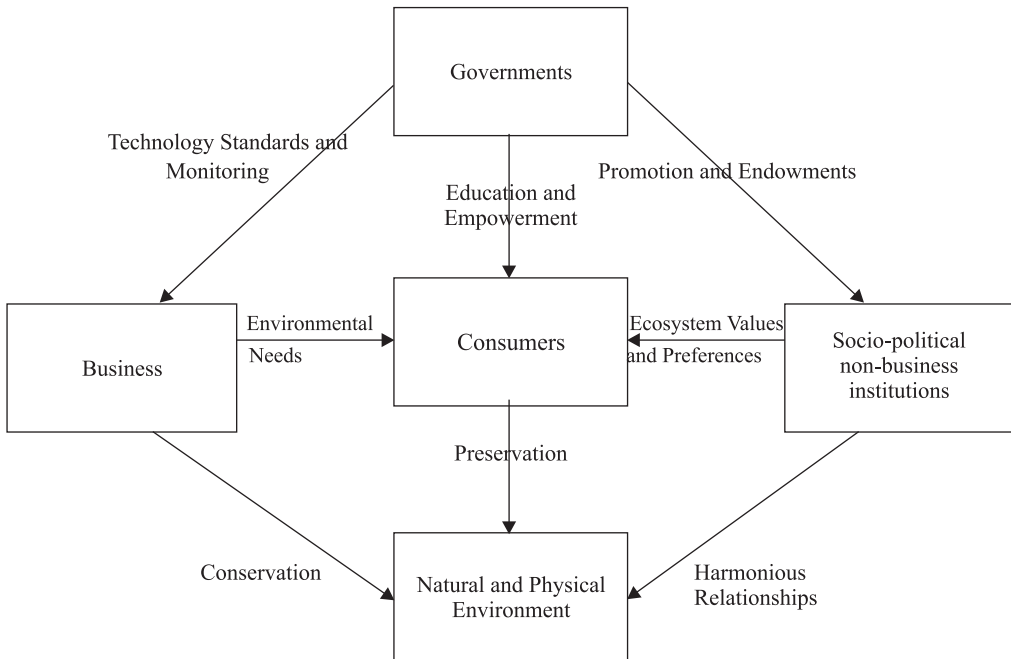 Governments
Technology Standards and
Monitoring
Education and
Empowerment
Promotion and Endowments
Business
Environmental
Needs
Consumers
Ecosystem Values
and Preferences
Socio-political
non-business
institutions
Preservation
Conservation
Natural and Physical
Environment
Harmonious
Relationships